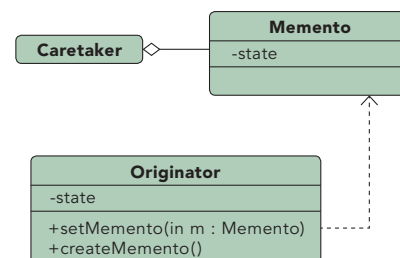 Memento
Caretaker
-state
Originator
-state
+setMemento(in m : Memento)
+createMemento()